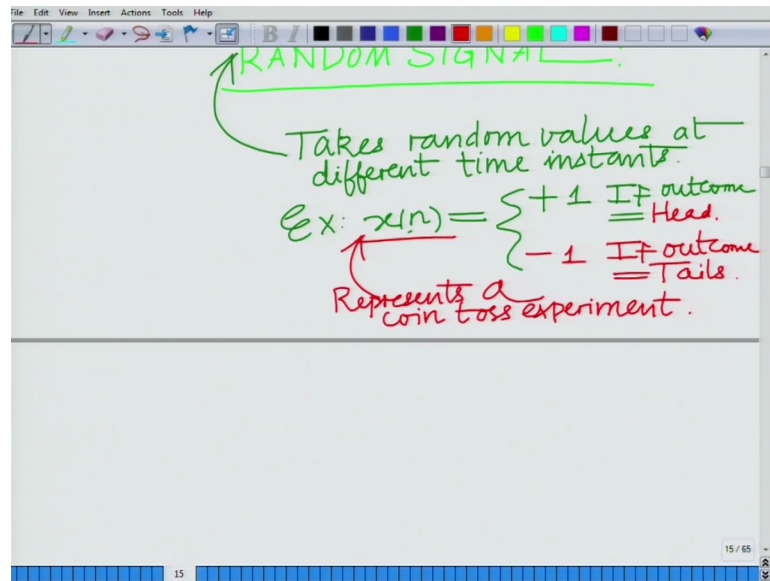 File Edit View Insert Actions Tools Help
B I
RANDOM SIGNAL :
Takes random values at
different time instants.
Ex: x(n) = { +1 If outcome
Head.
-1 If outcome
Tails.
Represents a
coin toss experiment.
15 / 65
15